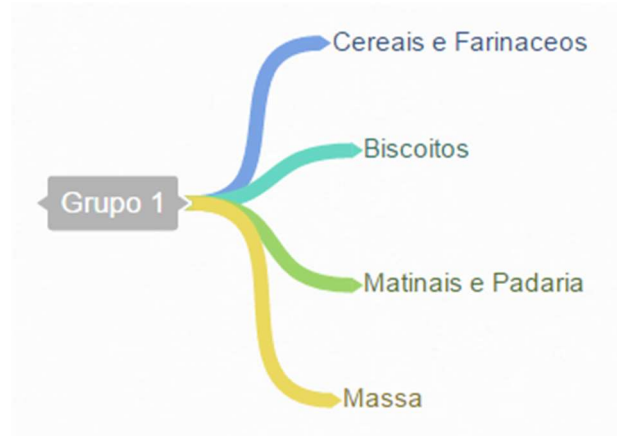 Cereais e Farinaceos
Biscoitos
Grupo 1
Matinais e Padaria
Massa